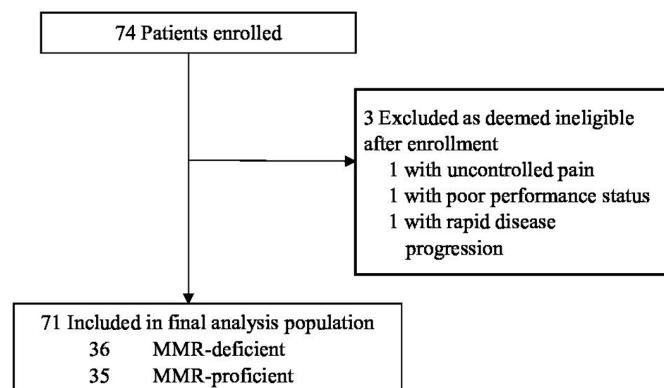 74 Patients enrolled
3 Excluded as deemed ineligible
after enrollment
1 with uncontrolled pain
1 with poor performance status
1 with rapid disease
progression
71 Included in final analysis population
36 MMR-deficient
35 MMR-proficient